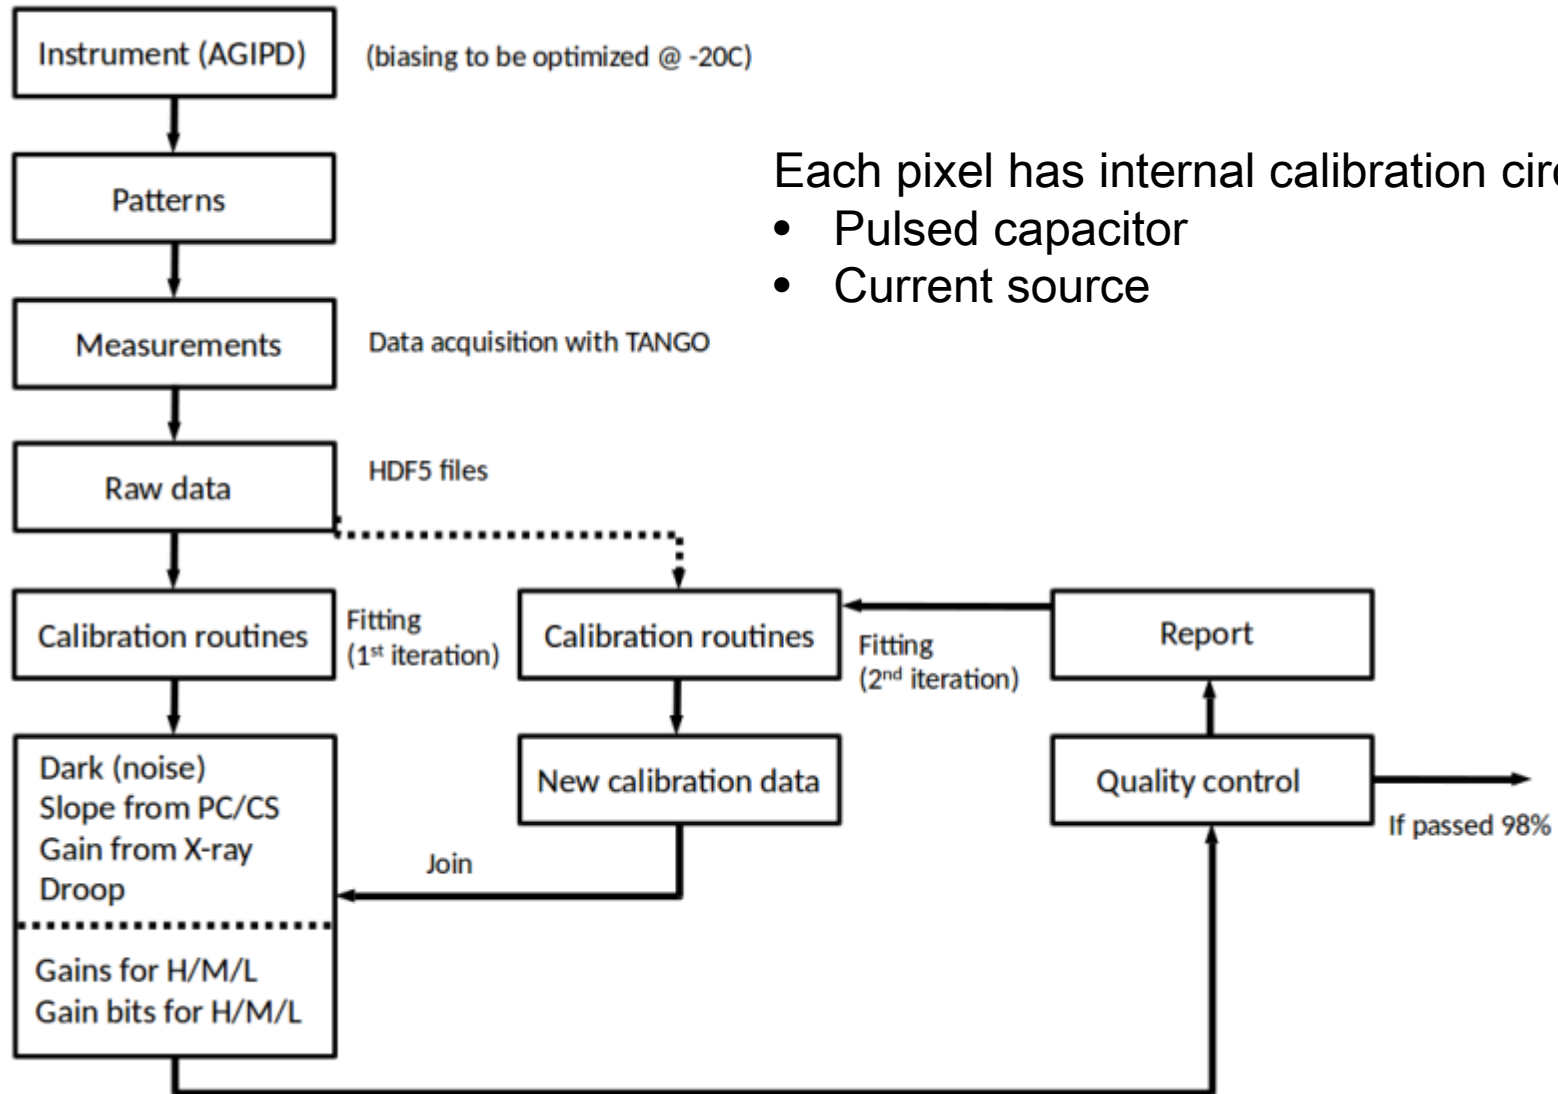 Instrument (AGIPD)
(biasing to be optimized @ -20C)
Each pixel has internal calibration
• Pulsed capacitor
• Current source
Patterns
Measurements
Data acquisition with TANGO
Raw data
HDF5 files
Calibration routines
Fitting
(1st iteration)
Calibration routines
Fitting
(2nd iteration)
Report
Dark (noise)
Slope from PC/CS
Gain from X-ray
Droop
New calibration data
Quality control
If passed 98%
Join
Gains for H/M/L
Gain bits for H/M/L